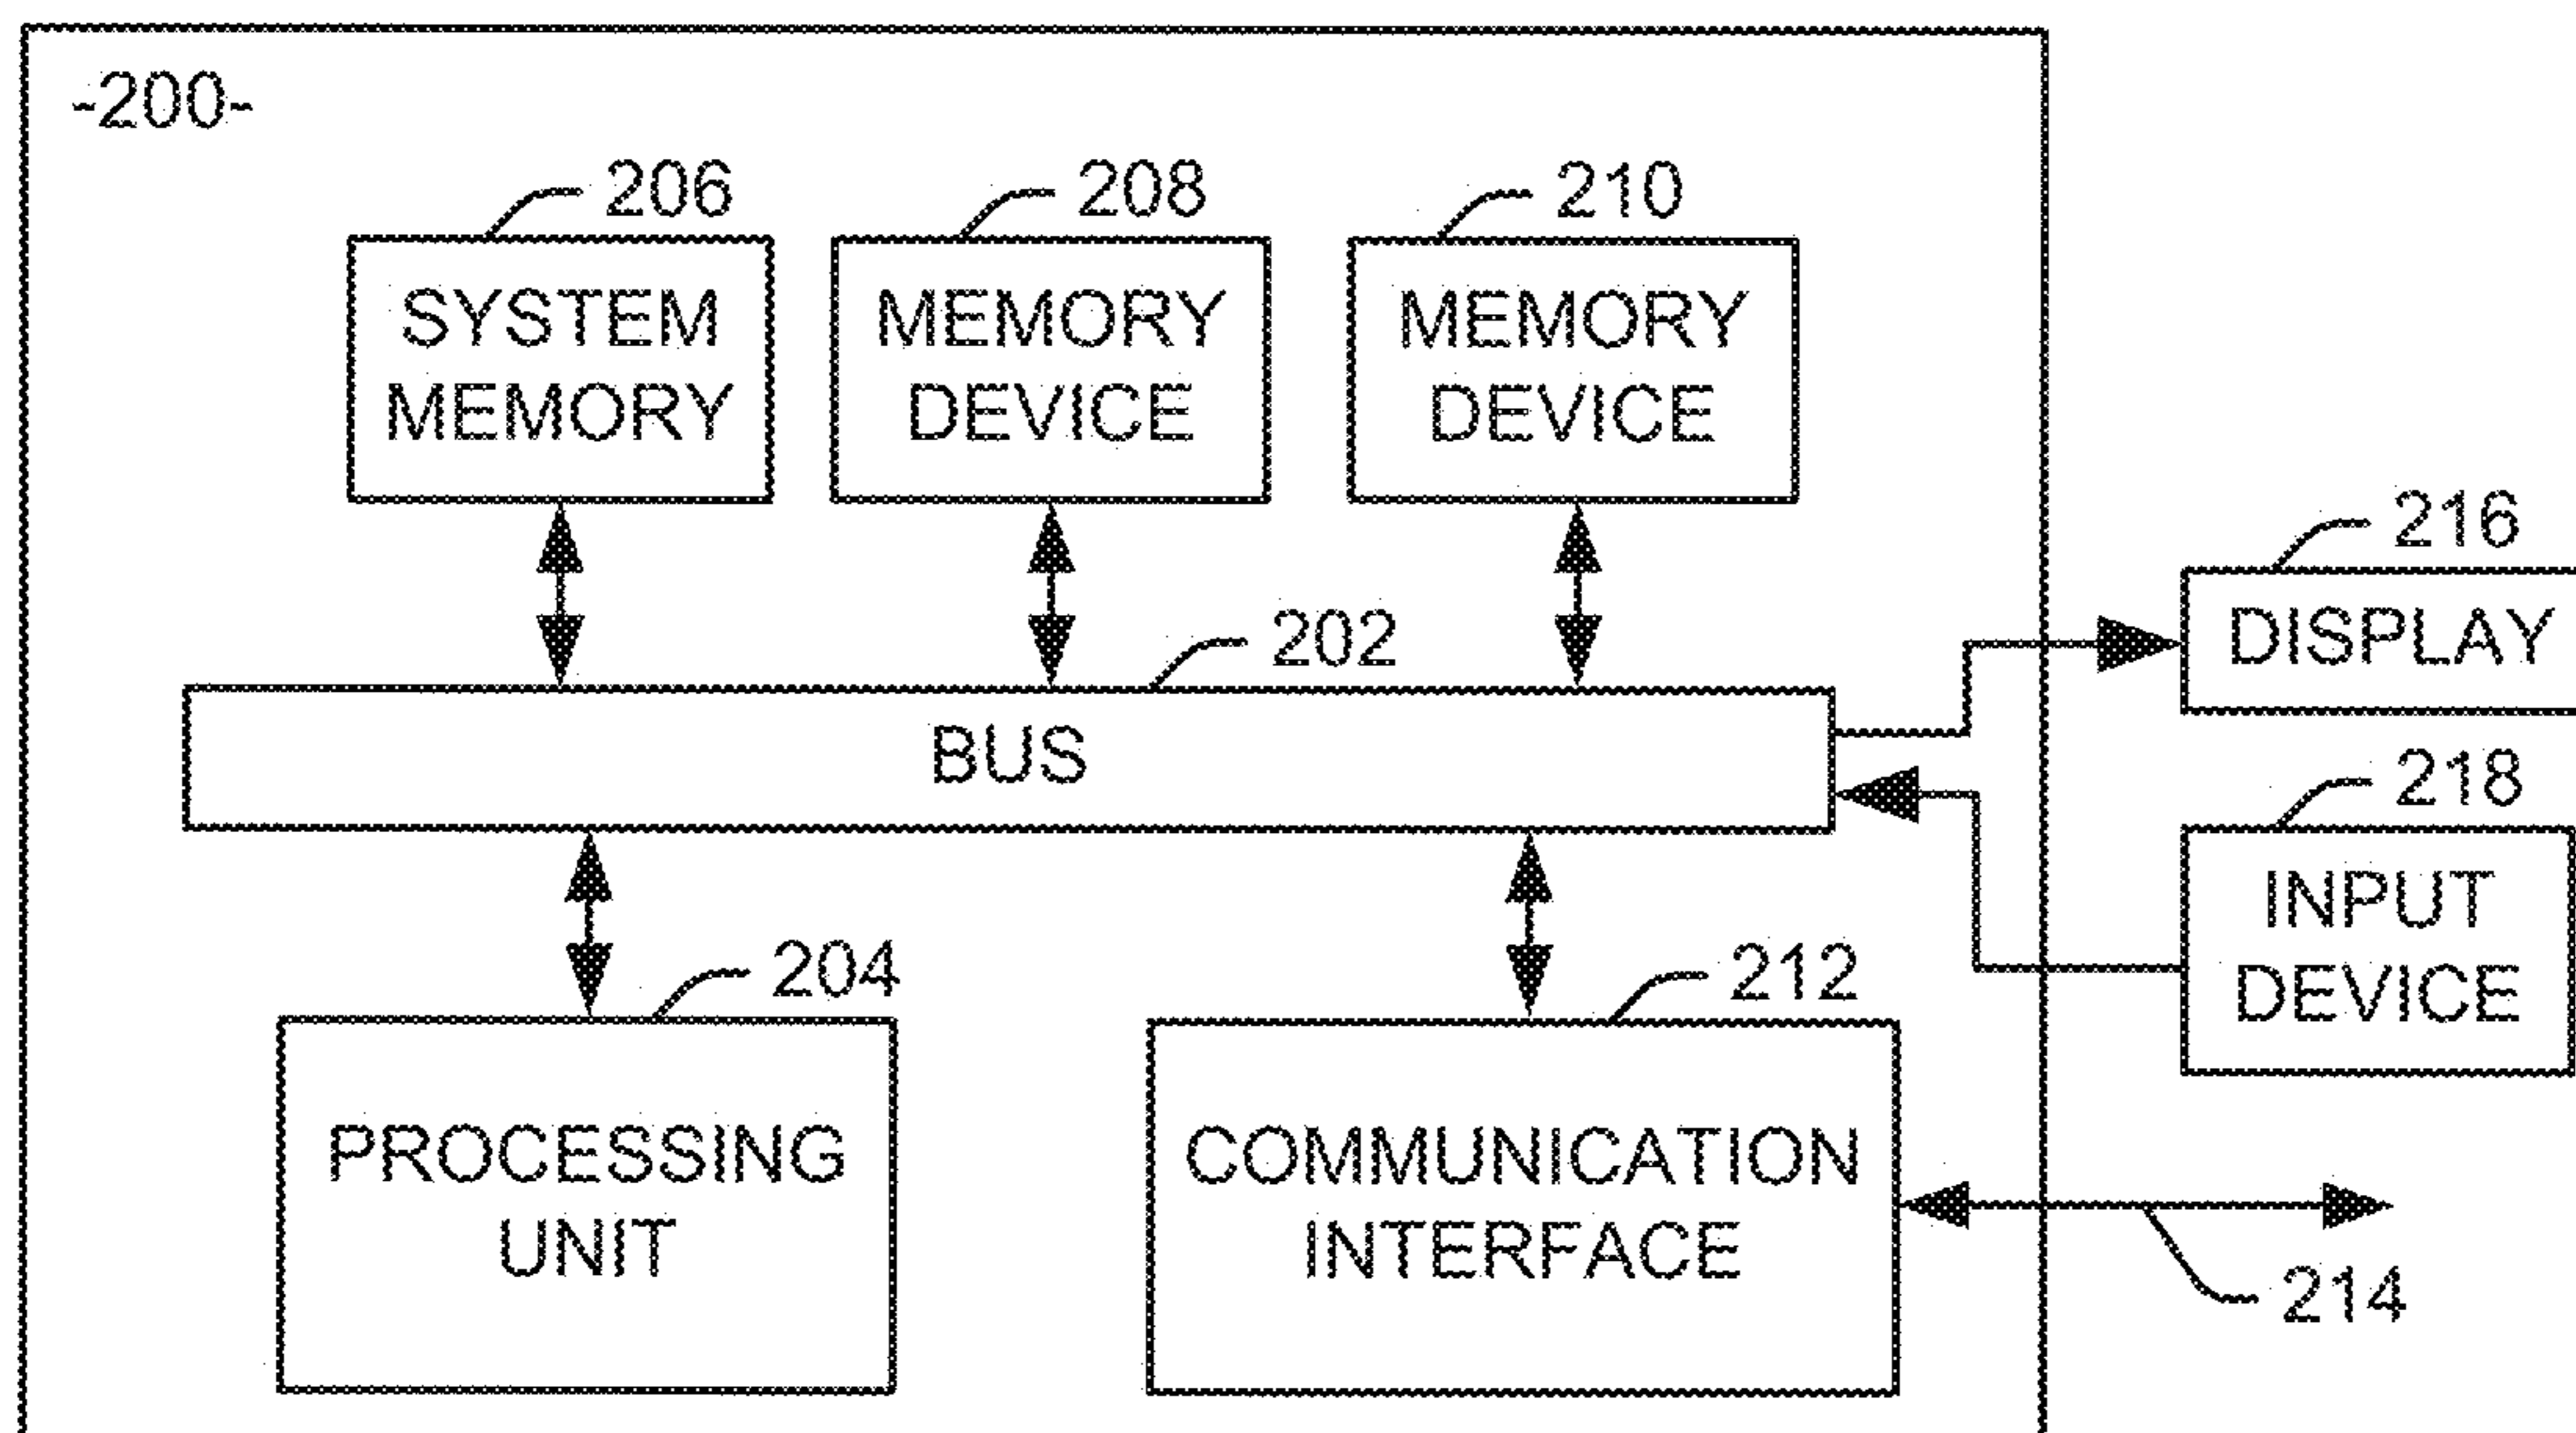 -200-
206
208
210
SYSTEM
MEMORY
MEMORY
DEVICE
MEMORY
DEVICE
216
DISPLAY
202
BUS
218
INPUT
DEVICE
204
212
PROCESSING
UNIT
COMMUNICATION
INTERFACE
214